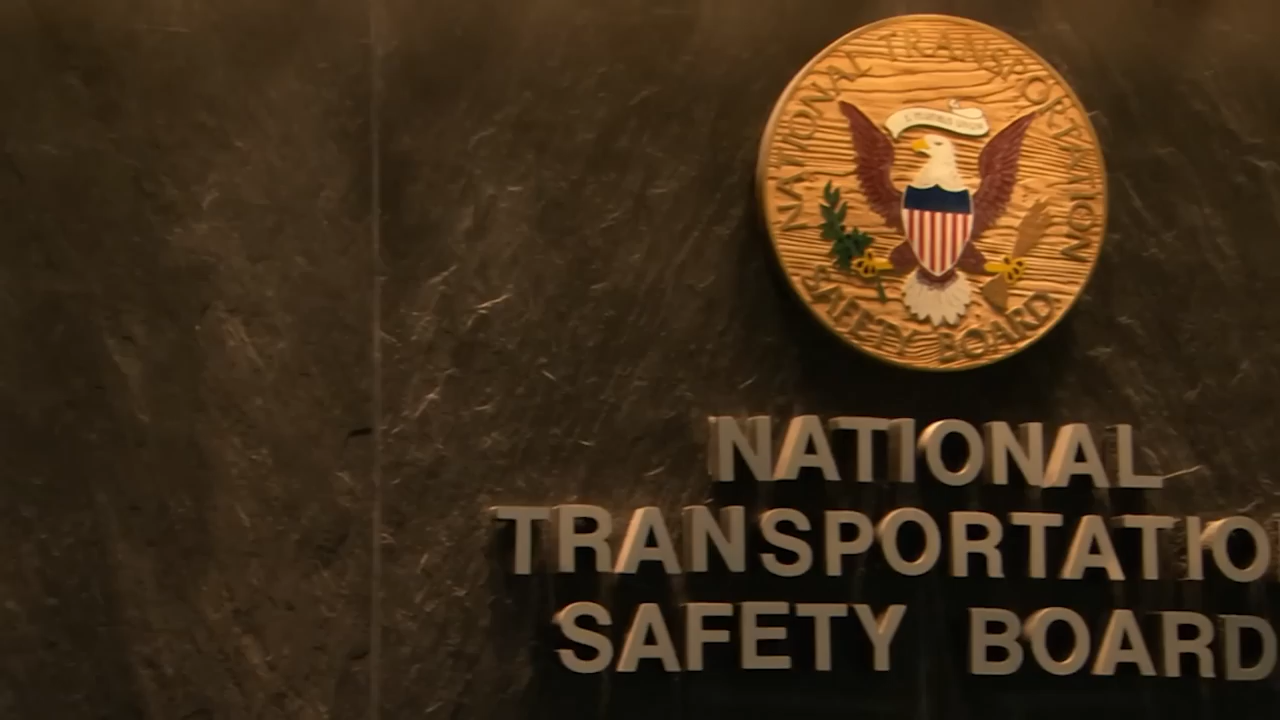 NATIONAL TRANSPORTATION
SAFETY BOARD
NATIONAL
TRANSPORTATIO
SAFETY BOARD